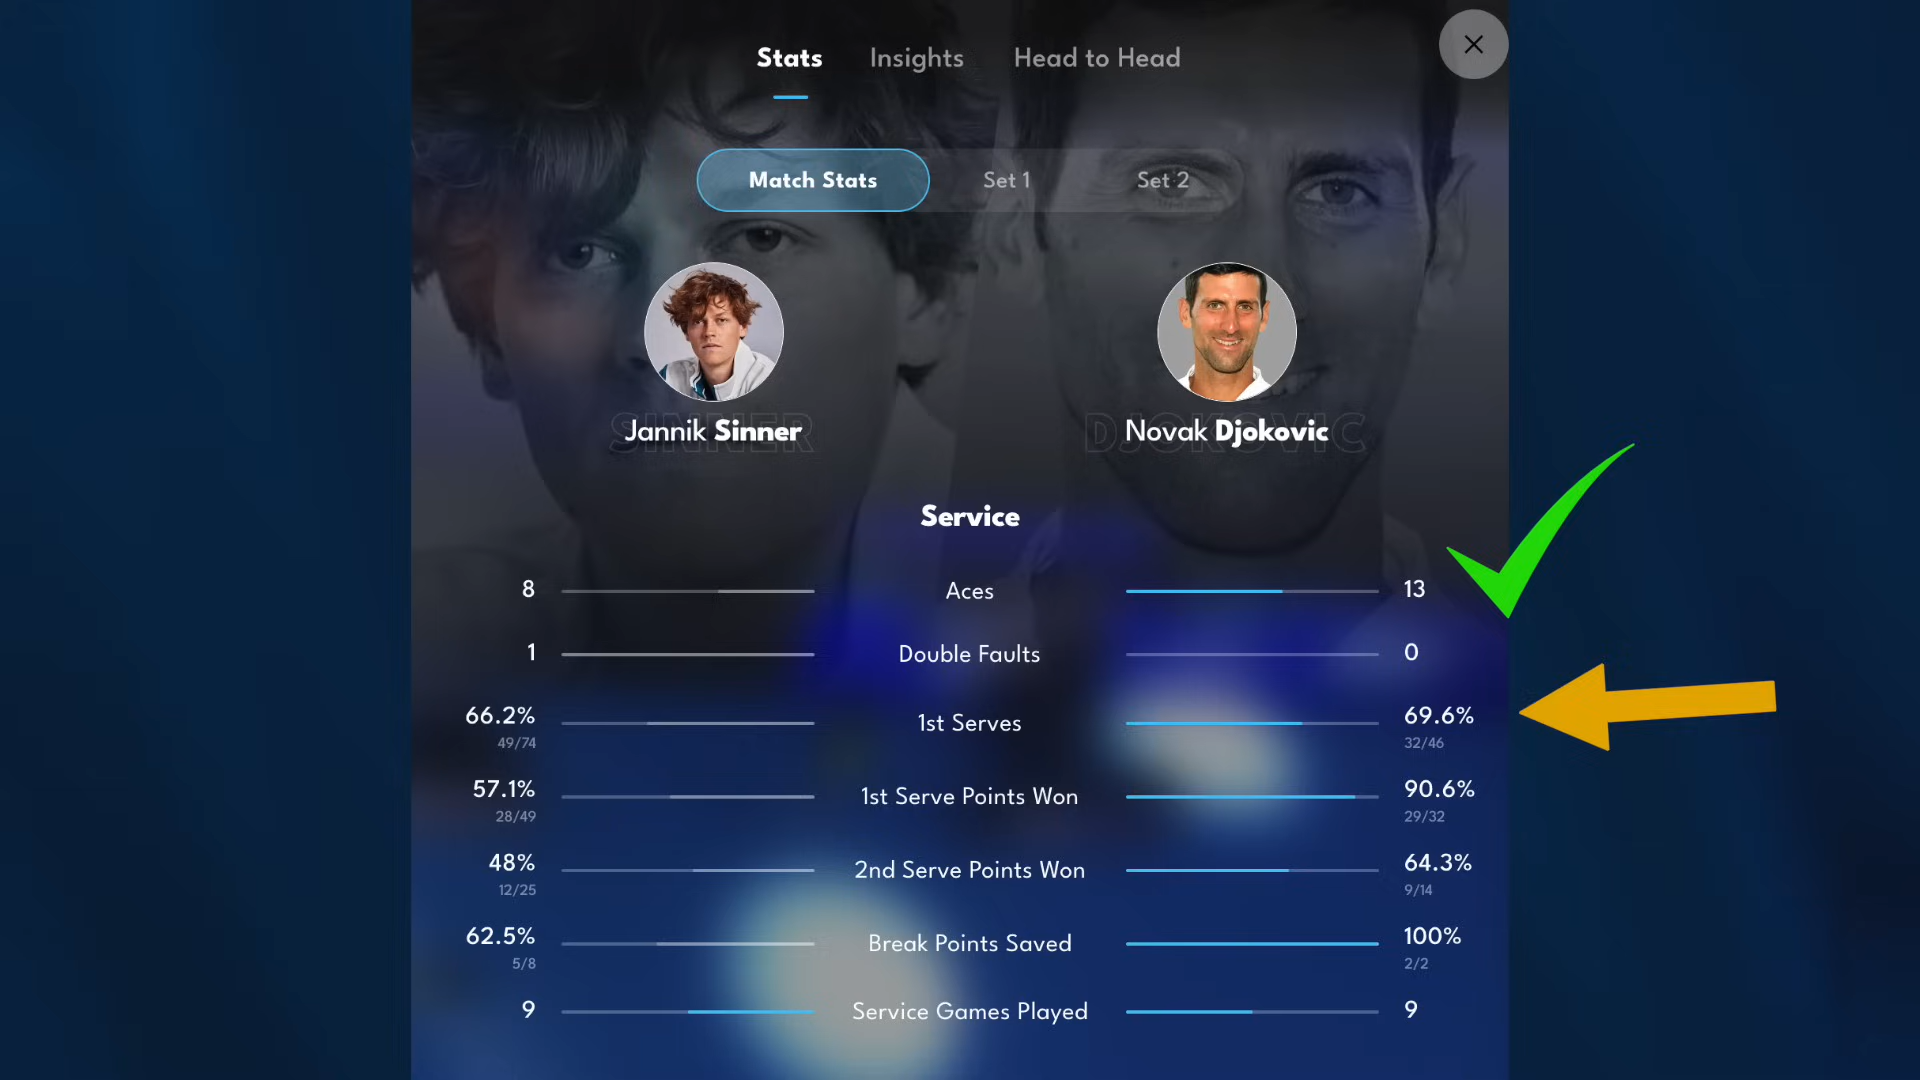 Stats Insights Head to Head
Match Stats Set 1 Set 2
SINNER DJOKOVIC
Jannik Sinner Novak Djokovic
Service
8 Aces 13
1 Double Faults 0
66.2% 1st Serves 69.6%
49/74 32/46
57.1% 1st Serve Points Won 90.6%
28/49 29/32
48% 2nd Serve Points Won 64.3%
12/25 9/14
62.5% Break Points Saved 100%
5/8 2/2
9 Service Games Played 9